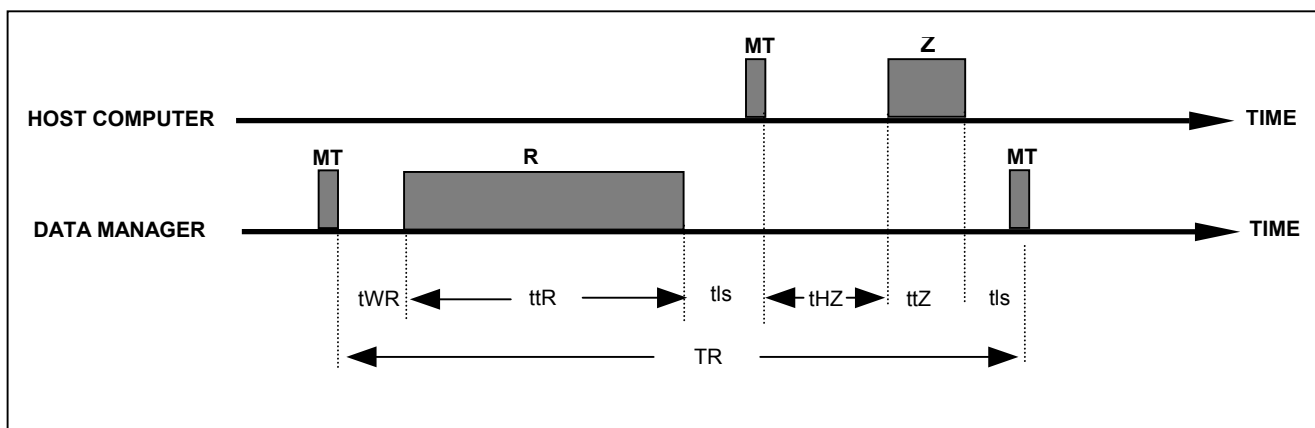 MT Z
HOST COMPUTER TIME
MT R MT
DATA MANAGER TIME
tWR ttR tls tHZ ttZ tls
TR